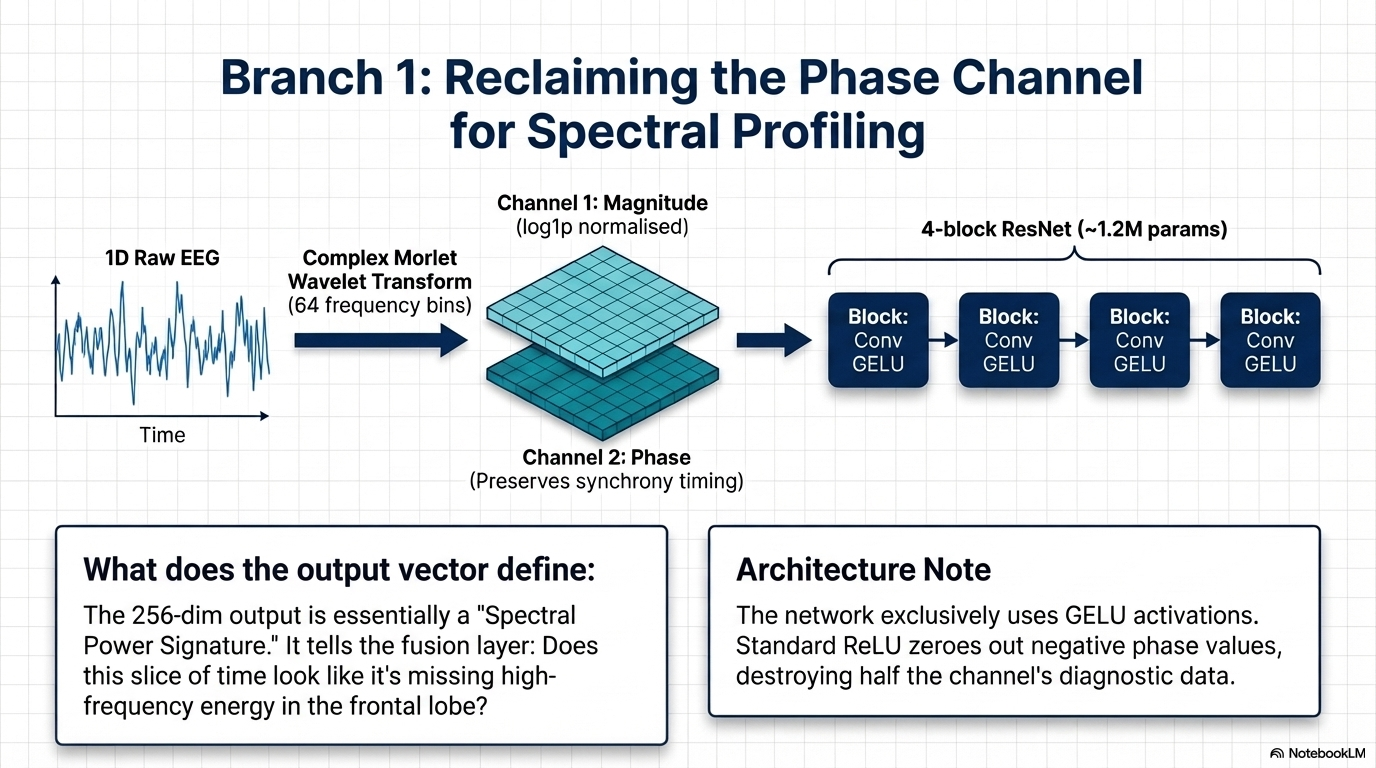 Branch 1: Reclaiming the Phase Channel
for Spectral Profiling
1D Raw EEG
Time
Complex Morlet
Wavelet Transform
(64 frequency bins)
Channel 1: Magnitude
(log1p normalised)
Channel 2: Phase
(Preserves synchrony timing)
4-block ResNet (~1.2M params)
Block:
Conv
GELU
Block:
Conv
GELU
Block:
Conv
GELU
Block:
Conv
GELU
What does the output vector define:
The 256-dim output is essentially a "Spectral
Power Signature." It tells the fusion layer: Does
this slice of time look like it's missing high-
frequency energy in the frontal lobe?
Architecture Note
The network exclusively uses GELU activations.
Standard ReLU zeroes out negative phase values,
destroying half the channel's diagnostic data.
NotebookLM